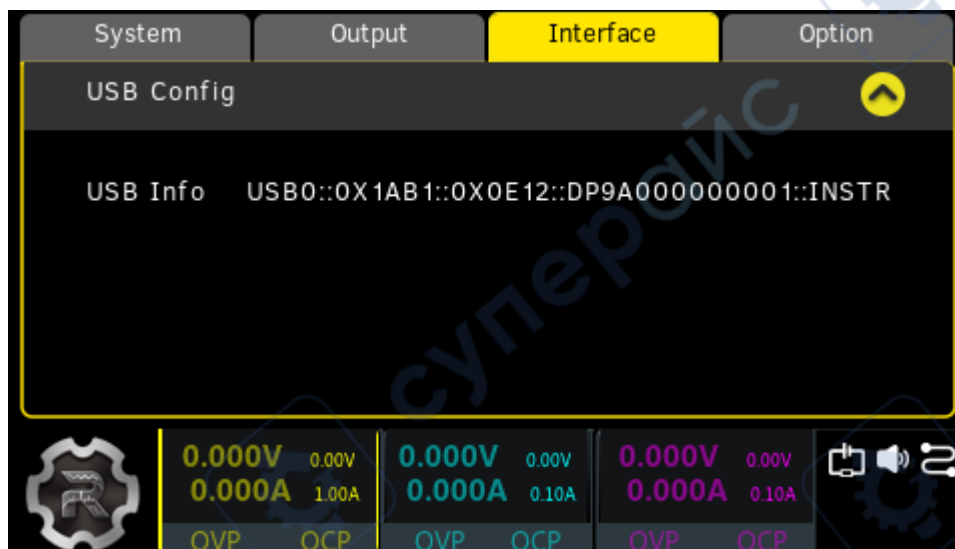 System Output Interface Option
USB Config
USB Info USB0::0X1AB1::0X0E12::DP9A000000001::INSTR
суперайс
0.000V 0.00V 0.000V 0.00V 0.000V 0.00V
0.000A 1.00A 0.000A 0.10A 0.000A 0.10A
R
OVP OCP OVP OCP OVP OCP